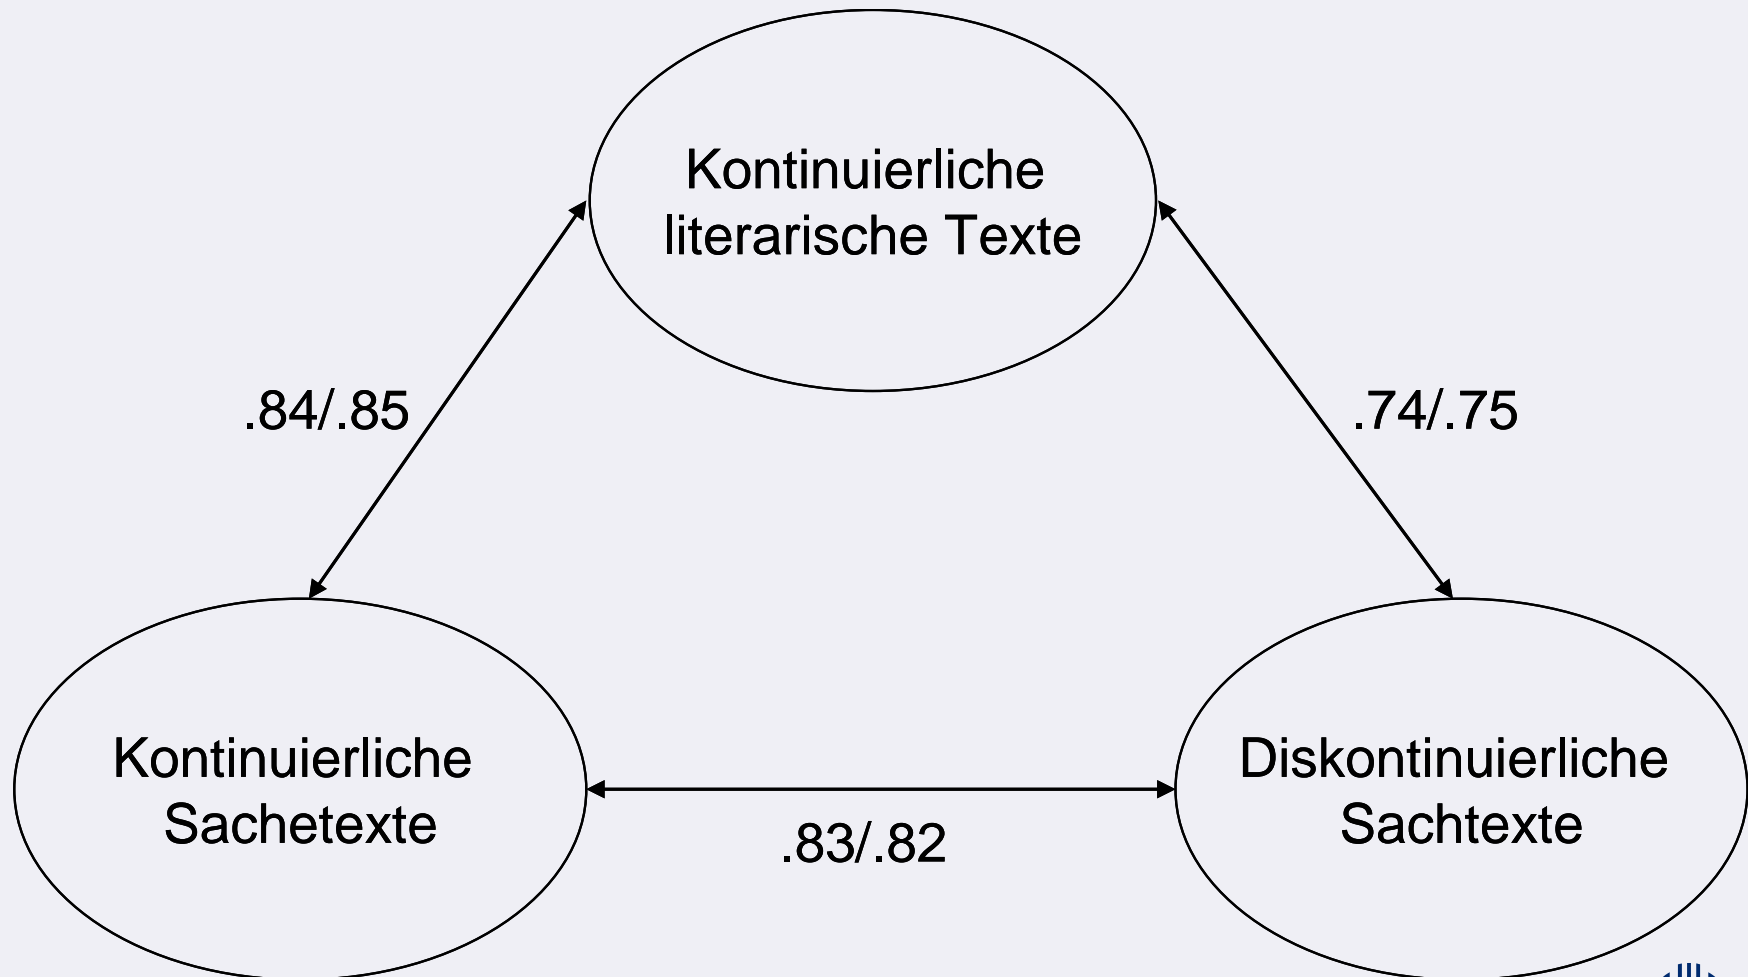 Kontinuierliche
literarische Texte
.84/.85
.74/.75
Kontinuierliche
Sachetexte
Diskontinuierliche
Sachtexte
.83/.82